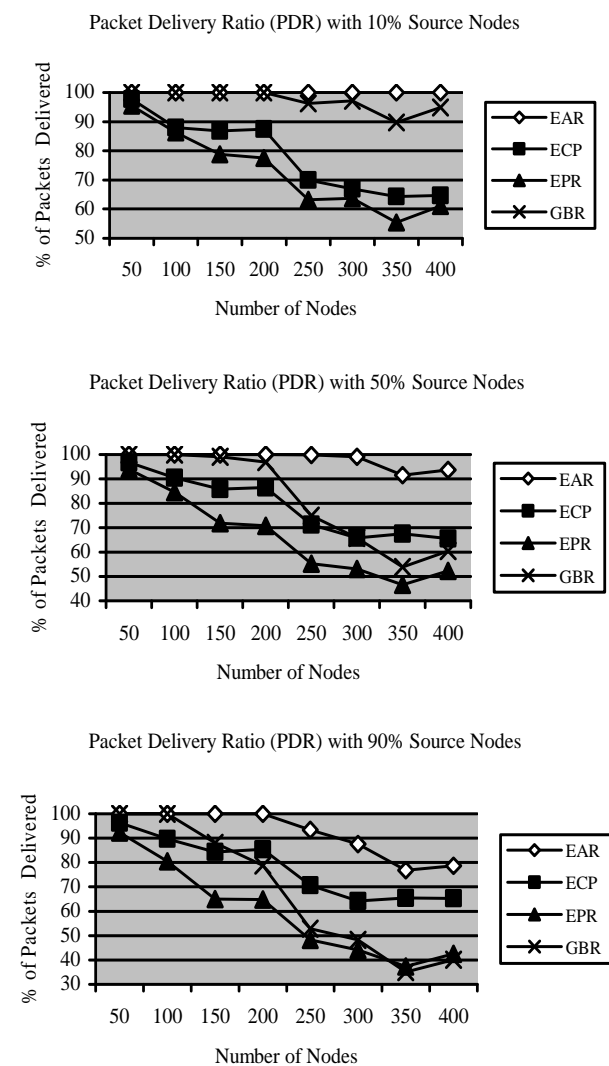 Packet Delivery Ratio (PDR) with 10% Source Nodes
% of Packets Delivered
100
90
80
70
60
50
50 100 150 200 250 300 350 400
Number of Nodes
EAR
ECP
EPR
GBR
Packet Delivery Ratio (PDR) with 50% Source Nodes
% of Packets Delivered
100
90
80
70
60
50
40
50 100 150 200 250 300 350 400
Number of Nodes
EAR
ECP
EPR
GBR
Packet Delivery Ratio (PDR) with 90% Source Nodes
% of Packets Delivered
100
90
80
70
60
50
40
30
50 100 150 200 250 300 350 400
Number of Nodes
EAR
ECP
EPR
GBR